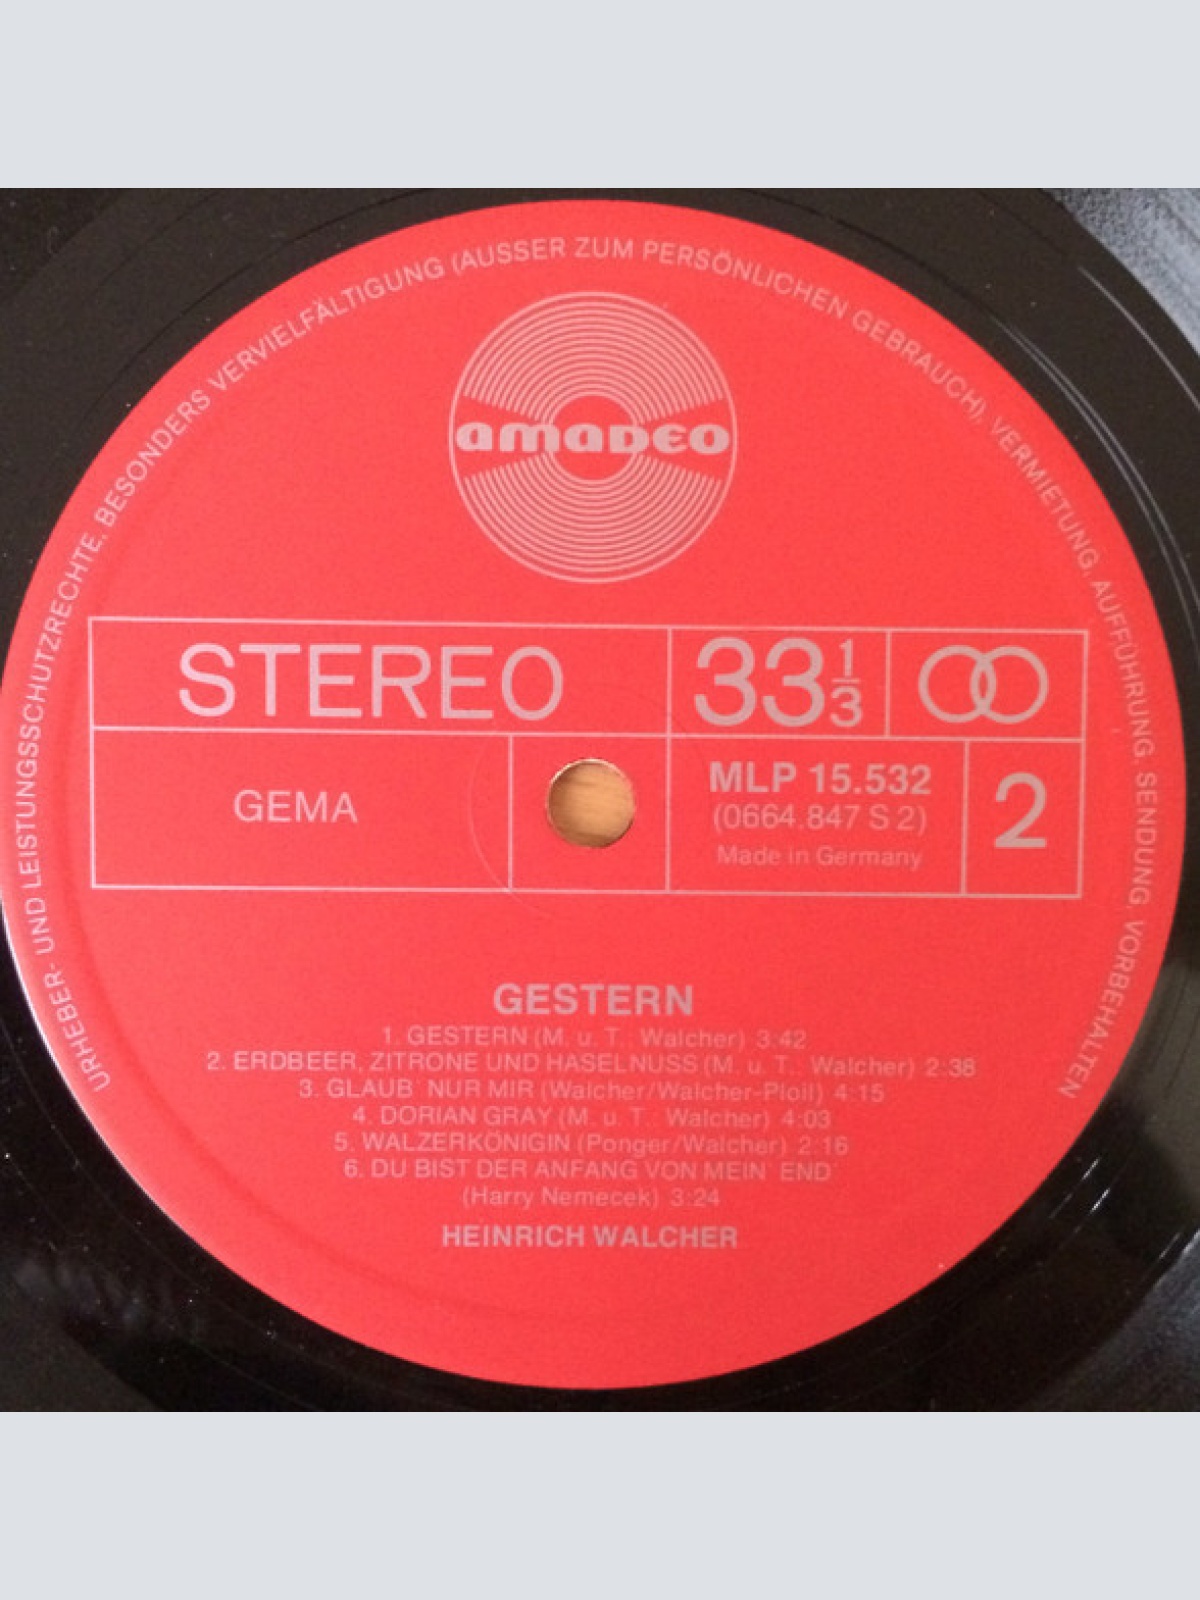 URHEBER- UND LEISTUNGSSCHUTZRECHTE, BESONDERS VERVIELFÄLTIGUNG (AUSSER ZUM PERSÖNLICHEN GEBRAUCH), VERMIETUNG, AUFFÜHRUNG, SENDUNG, VORBEHALTEN
amadeo
STEREO
33 1/3
GEMA
MLP 15.532
(0664.847 S 2)
Made in Germany
2
GESTERN
1. GESTERN (M. u. T.: Walcher) 3:42
2. ERDBEER, ZITRONE UND HASELNUSS (M. u. T.: Walcher) 2:38
3. GLAUB' NUR MIR (Walcher/Walcher-Ploil) 4:15
4. DORIAN GRAY (M. u. T.: Walcher) 4:03
5. WALZERKÖNIGIN (Ponger/Walcher) 2:16
6. DU BIST DER ANFANG VON MEIN' END'
(Harry Nemecek) 3:24
HEINRICH WALCHER